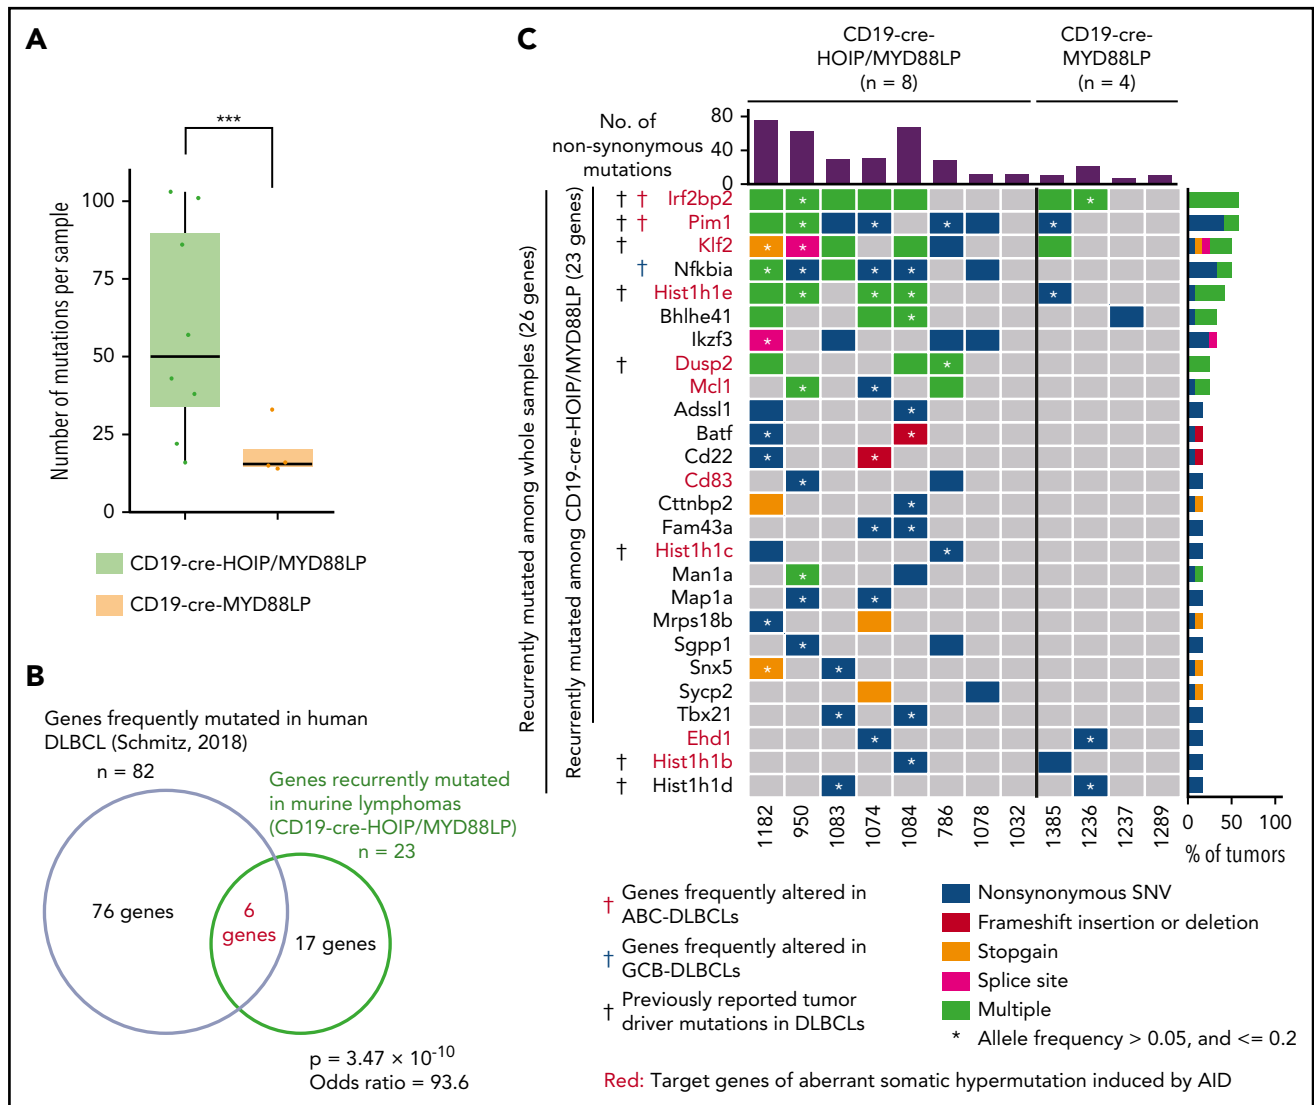 A
***
Number of mutations per sample
100
75
50
25
0
CD19-cre-HOIP/MYD88LP
CD19-cre-MYD88LP
B
Genes frequently mutated in human
DLBCL (Schmitz, 2018)
n = 82
Genes recurrently mutated
in murine lymphomas
(CD19-cre-HOIP/MYD88LP)
n = 23
76 genes
6
genes
17 genes
p = 3.47 × 10-10
Odds ratio = 93.6
C
CD19-cre-
HOIP/MYD88LP
(n = 8)
CD19-cre-
MYD88LP
(n = 4)
No. of
non-synonymous
mutations
80
40
0
Recurrently mutated among whole samples (26 genes)
Recurrently mutated among CD19-cre-HOIP/MYD88LP (23 genes)
† † Irf2bp2 * *
† † Pim1 * * * *
† Klf2 * *
† Nfkbia * * * *
† Hist1h1e * * * *
Bhlhe41 *
Ikzf3 *
† Dusp2 *
Mcl1 * *
Adssl1 *
Batf * *
Cd22 * *
Cd83 *
Cttnbp2 *
Fam43a * *
† Hist1h1c *
Man1a *
Map1a * *
Mrps18b *
Sgpp1 *
Snx5 * *
Sycp2
Tbx21 * *
Ehd1 * *
† Hist1h1b *
† Hist1h1d * *
1182 950 1083 1074 1084 786 1078 1032 1385 1236 1237 1289
0 50 100
% of tumors
† Genes frequently altered in
ABC-DLBCLs
† Genes frequently altered in
GCB-DLBCLs
† Previously reported tumor
driver mutations in DLBCLs
Nonsynonymous SNV
Frameshift insertion or deletion
Stopgain
Splice site
Multiple
* Allele frequency > 0.05, and <= 0.2
Red: Target genes of aberrant somatic hypermutation induced by AID